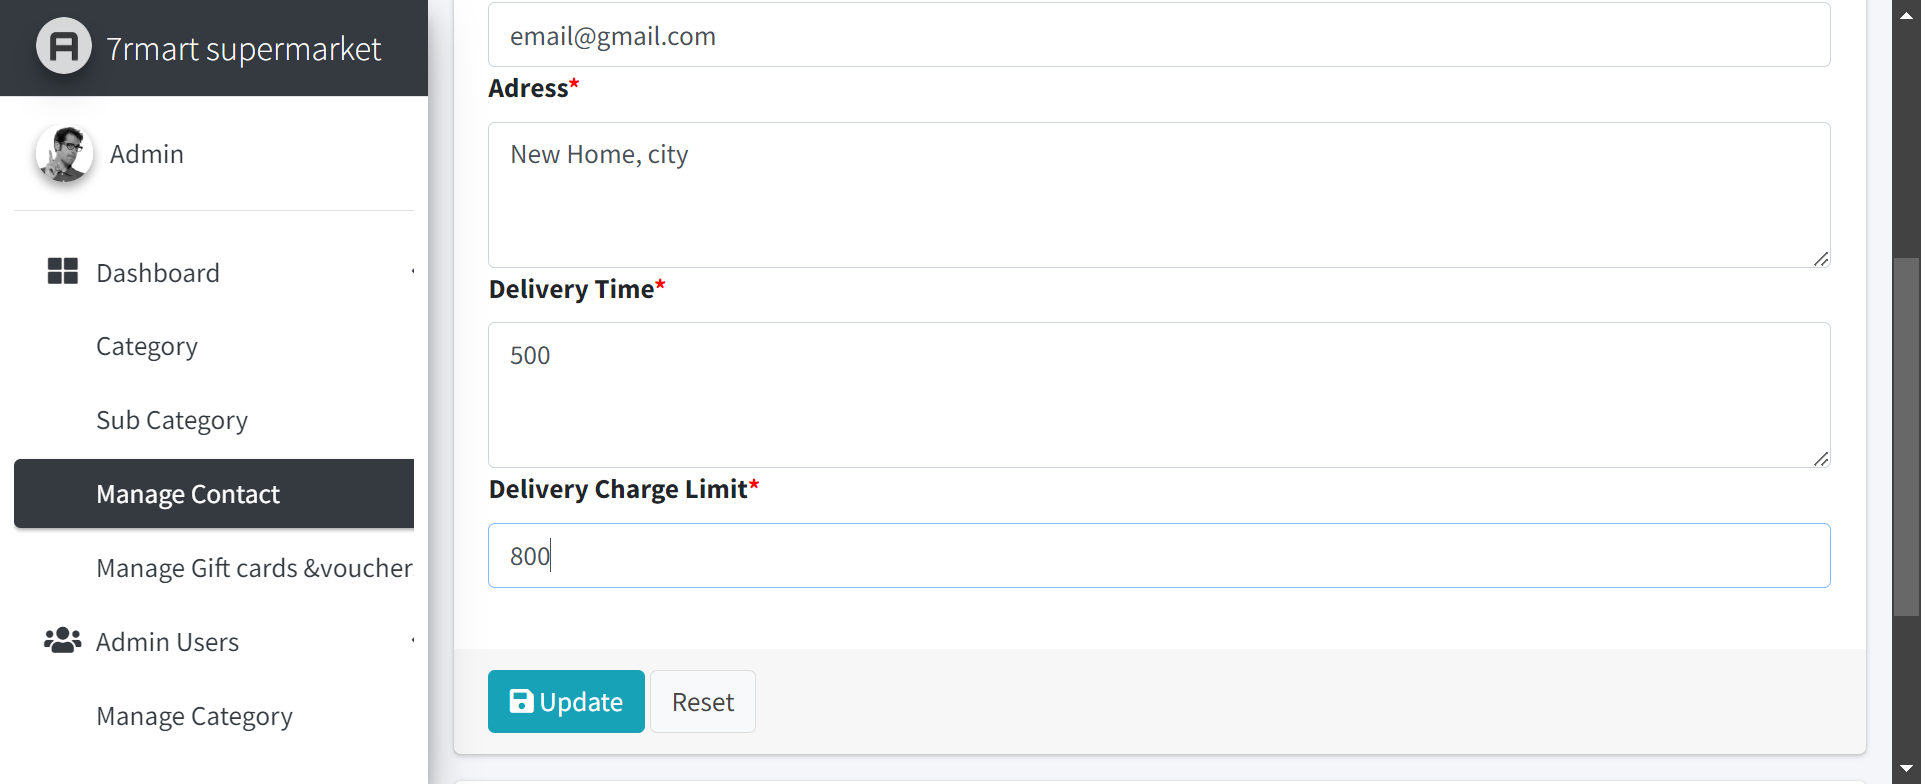 7rmart supermarket
Admin
Dashboard
Category
Sub Category
Manage Contact
Manage Gift cards &voucher
Admin Users
Manage Category
email@gmail.com
Adress*
New Home, city
Delivery Time*
500
Delivery Charge Limit*
800
Update
Reset